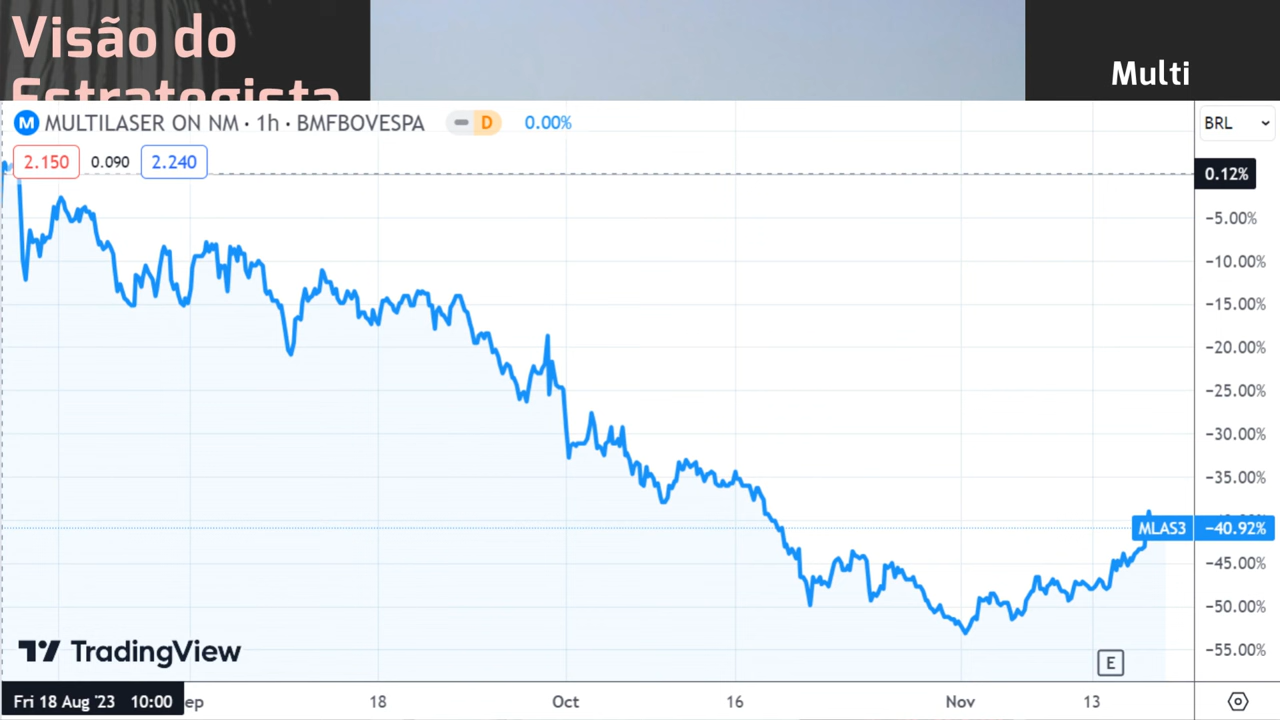 Visão do
Estrategista
Multi
M MULTILASER ON NM · 1h · BMFBOVESPA D 0.00%
BRL
2.150 0.090 2.240
0.12%
−5.00%
−10.00%
−15.00%
−20.00%
−25.00%
−30.00%
−35.00%
MLAS3 −40.92%
−45.00%
−50.00%
−55.00%
E
TradingView
Fri 18 Aug '23 10:00 ep 18 Oct 16 Nov 13